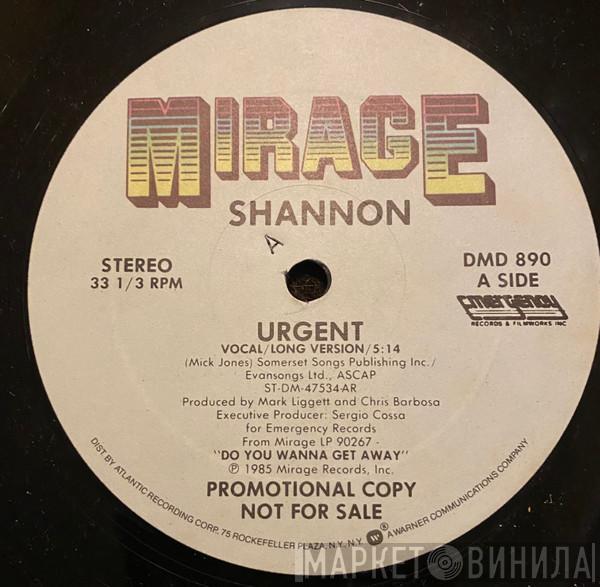 MIRAGE
SHANNON
A
STEREO
33 1/3 RPM
DMD 890
A SIDE
Emergency
RECORDS & FILMWORKS INC
URGENT
VOCAL/LONG VERSION/5:14
(Mick Jones) Somerset Songs Publishing Inc./
Evansongs Ltd., ASCAP
ST-DM-47534-AR
Produced by Mark Liggett and Chris Barbosa
Executive Producer: Sergio Cossa
for Emergency Records
From Mirage LP 90267 -
"DO YOU WANNA GET AWAY"
℗ 1985 Mirage Records, Inc.
PROMOTIONAL COPY
NOT FOR SALE
DIST. BY ATLANTIC RECORDING CORP. 75 ROCKEFELLER PLAZA, N.Y. N.Y. W ® A WARNER COMMUNICATIONS COMPANY
МАРКЕТ ВИНИЛА